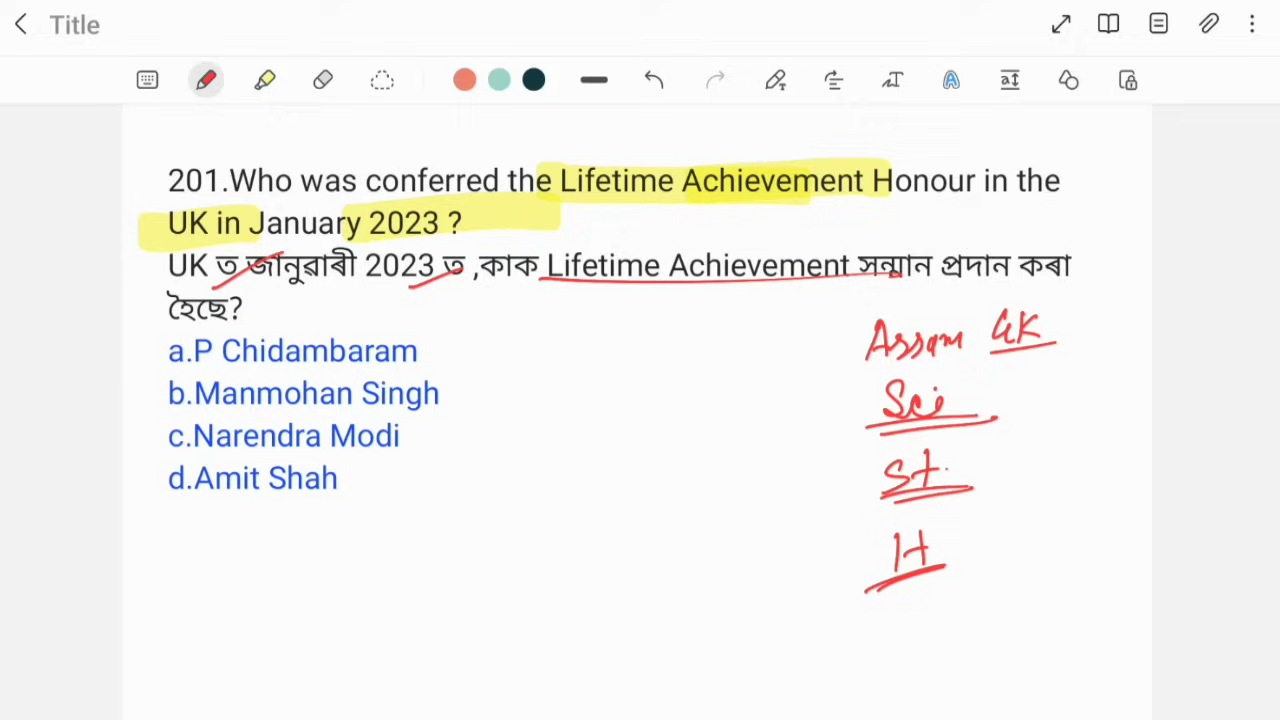 Title
201.Who was conferred the Lifetime Achievement Honour in the
UK in January 2023 ?
UK ত জানুৱাৰী 2023 ত ,কাক Lifetime Achievement সন্মান প্ৰদান কৰা
হৈছে?
a.P Chidambaram
b.Manmohan Singh
c.Narendra Modi
d.Amit Shah
Assam GK
Sci
St.
H